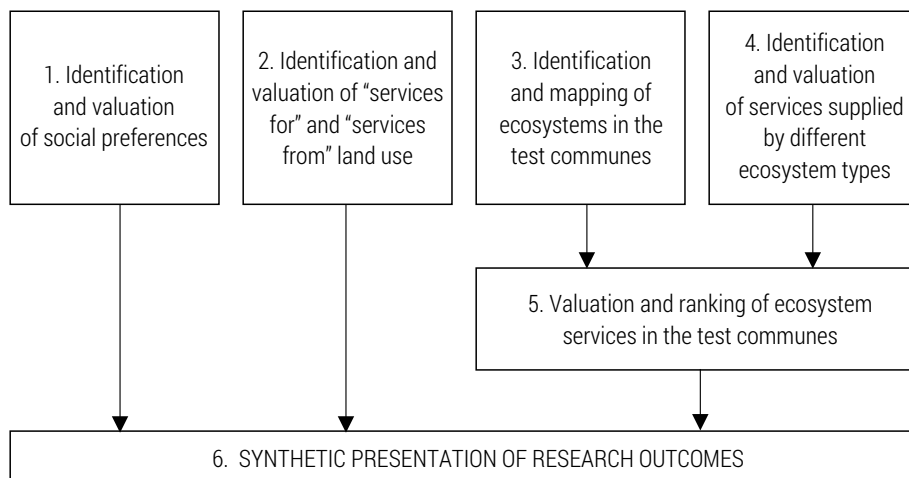 1. Identification
and valuation
of social preferences
2. Identification and
valuation of “services
for” and “services
from” land use
3. Identification
and mapping of
ecosystems in the
test communes
4. Identification
and valuation
of services supplied
by different
ecosystem types
5. Valuation and ranking of ecosystem
services in the test communes
6. SYNTHETIC PRESENTATION OF RESEARCH OUTCOMES